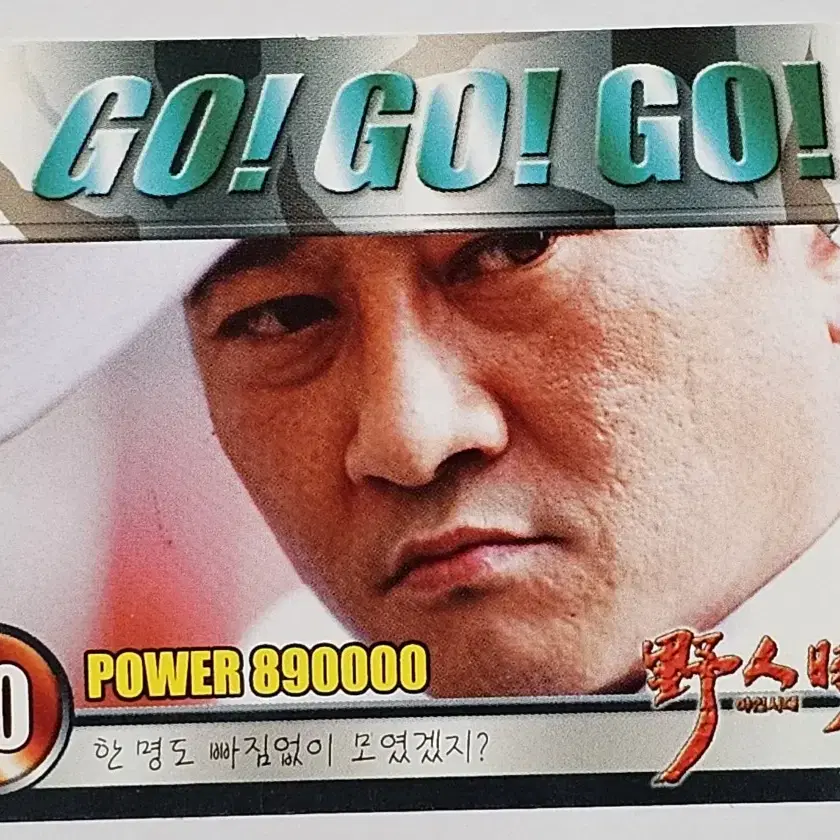 GO! GO! GO!
POWER 890000
野人時
야인시대
0
한 명도 빠짐없이 모였겠지?